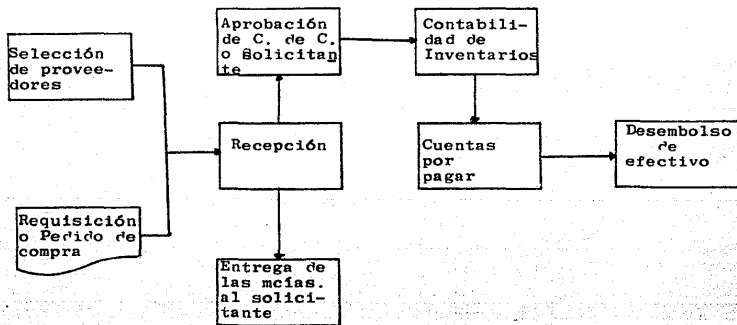 Selección
de provee-
dores
Requisición
o Pedido de
compra
Recepción
Aprobación
de C. de C.
o Solicitan
te
Entrega de
las mcías.
al solici-
tante
Contabili-
dad de
Inventarios
Cuentas
por
pagar
Desembolso
de
efectivo